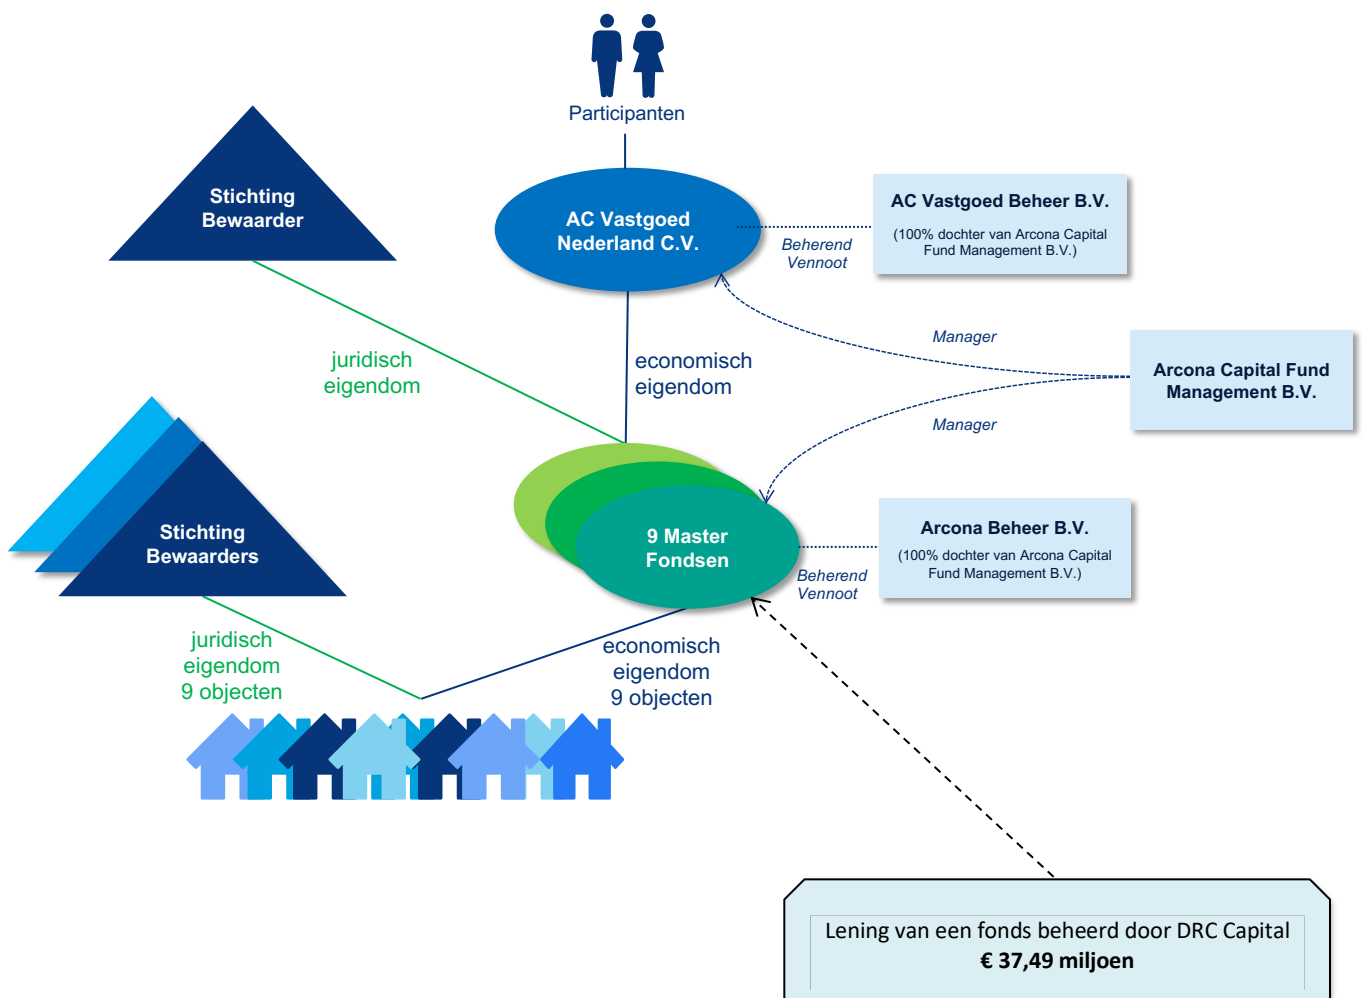 Participanten
Stichting
Bewaarder
AC Vastgoed
Nederland C.V.
Beherend
Vennoot
AC Vastgoed Beheer B.V.
(100% dochter van Arcona Capital
Fund Management B.V.)
juridisch
eigendom
economisch
eigendom
Manager
Manager
Arcona Capital Fund
Management B.V.
Stichting
Bewaarders
9 Master
Fondsen
Beherend
Vennoot
Arcona Beheer B.V.
(100% dochter van Arcona Capital
Fund Management B.V.)
juridisch
eigendom
9 objecten
economisch
eigendom
9 objecten
Lening van een fonds beheerd door DRC Capital
€ 37,49 miljoen